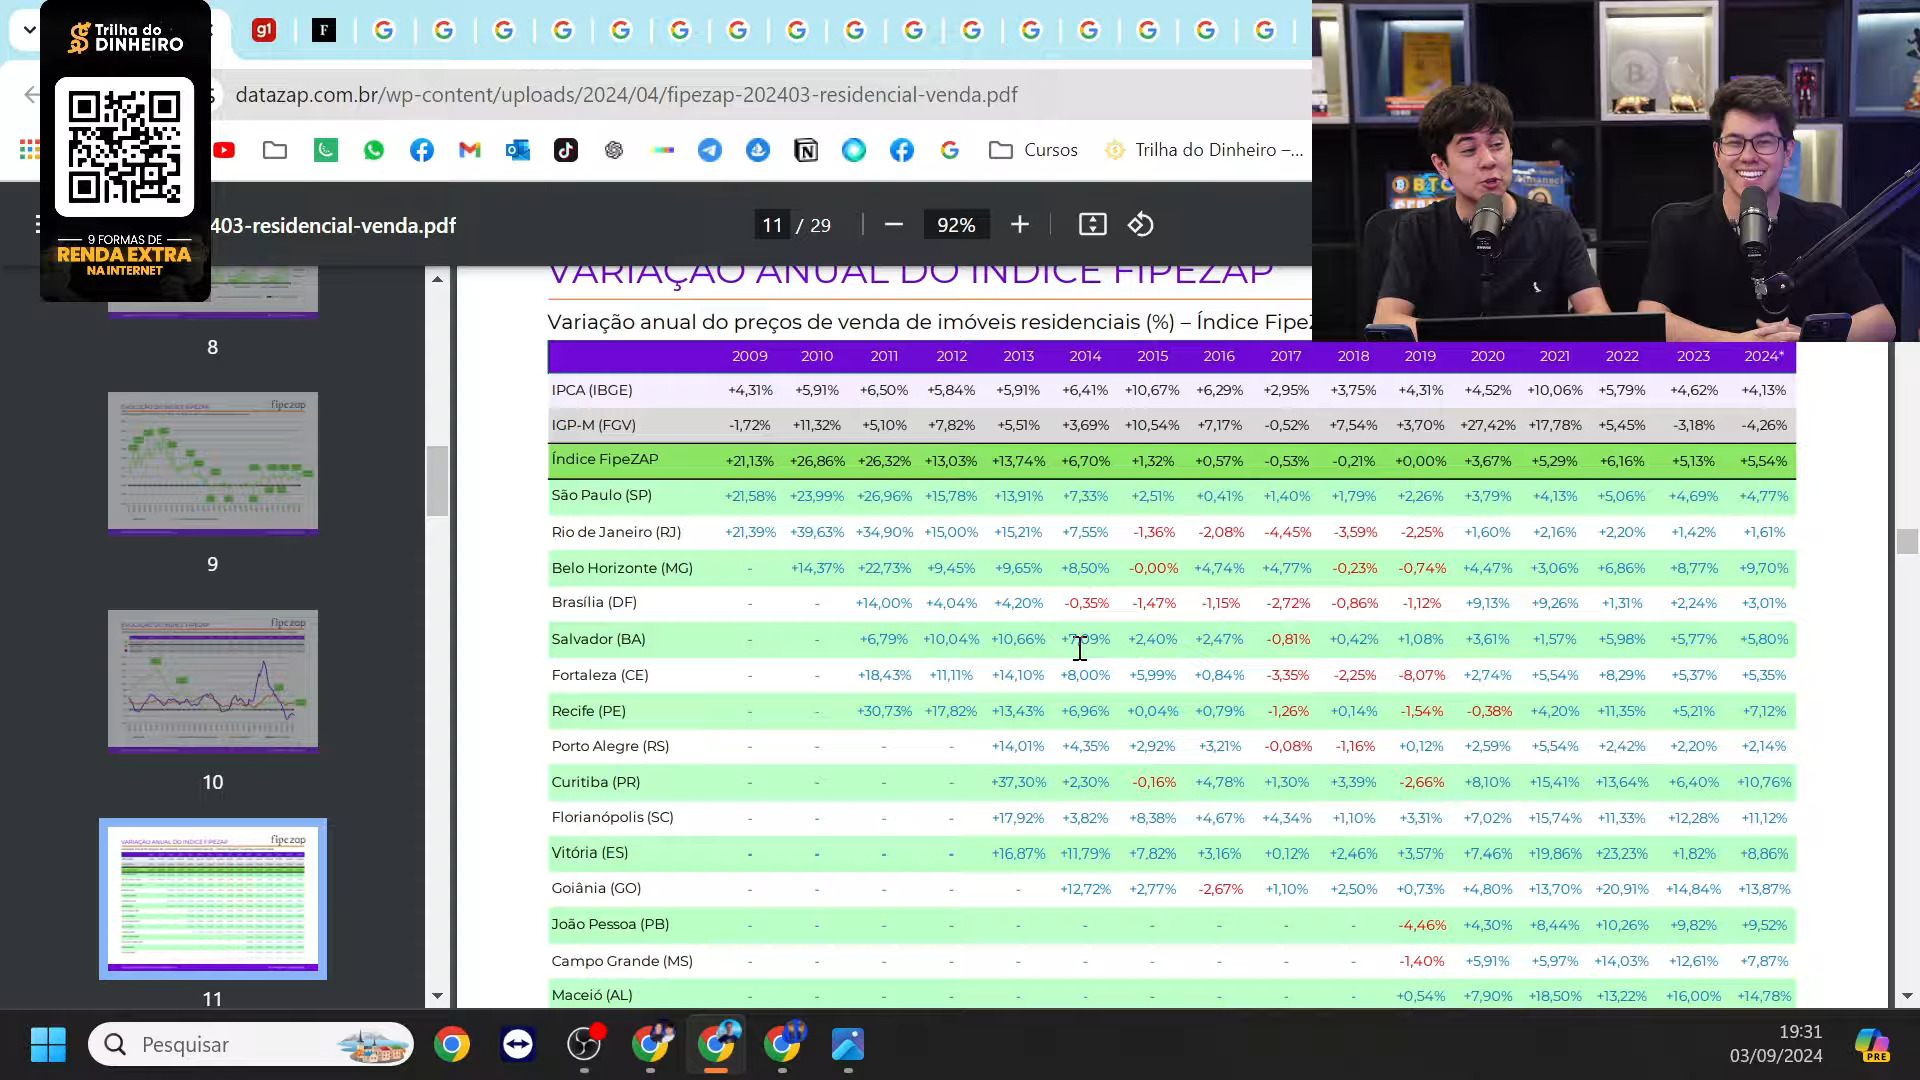 Trilha do
DINHEIRO
9 FORMAS DE
RENDA EXTRA
NA INTERNET
g1
F
datazap.com.br/wp-content/uploads/2024/04/fipezap-202403-residencial-venda.pdf
Cursos
Trilha do Dinheiro –...
403-residencial-venda.pdf
11 / 29
92%
8
9
10
11
fipezap
fipezap
VARIAÇÃO ANUAL DO ÍNDICE FIPEZAP
fipezap
VARIAÇÃO ANUAL DO ÍNDICE FIPEZAP
Variação anual do preços de venda de imóveis residenciais (%) – Índice Fipe
2009 2010 2011 2012 2013 2014 2015 2016 2017 2018 2019 2020 2021 2022 2023 2024*
IPCA (IBGE) +4,31% +5,91% +6,50% +5,84% +5,91% +6,41% +10,67% +6,29% +2,95% +3,75% +4,31% +4,52% +10,06% +5,79% +4,62% +4,13%
IGP-M (FGV) -1,72% +11,32% +5,10% +7,82% +5,51% +3,69% +10,54% +7,17% -0,52% +7,54% +3,70% +27,42% +17,78% +5,45% -3,18% -4,26%
Índice FipeZAP +21,13% +26,86% +26,32% +13,03% +13,74% +6,70% +1,32% +0,57% -0,53% -0,21% +0,00% +3,67% +5,29% +6,16% +5,13% +5,54%
São Paulo (SP) +21,58% +23,99% +26,96% +15,78% +13,91% +7,33% +2,51% +0,41% +1,40% +1,79% +2,26% +3,79% +4,13% +5,06% +4,69% +4,77%
Rio de Janeiro (RJ) +21,39% +39,63% +34,90% +15,00% +15,21% +7,55% -1,36% -2,08% -4,45% -3,59% -2,25% +1,60% +2,16% +2,20% +1,42% +1,61%
Belo Horizonte (MG) - +14,37% +22,73% +9,45% +9,65% +8,50% -0,00% +4,74% +4,77% -0,23% -0,74% +4,47% +3,06% +6,86% +8,77% +9,70%
Brasília (DF) - - +14,00% +4,04% +4,20% -0,35% -1,47% -1,15% -2,72% -0,86% -1,12% +9,13% +9,26% +1,31% +2,24% +3,01%
Salvador (BA) - - +6,79% +10,04% +10,66% +7,09% +2,40% +2,47% -0,81% +0,42% +1,08% +3,61% +1,57% +5,98% +5,77% +5,80%
Fortaleza (CE) - - +18,43% +11,11% +14,10% +8,00% +5,99% +0,84% -3,35% -2,25% -8,07% +2,74% +5,54% +8,29% +5,37% +5,35%
Recife (PE) - - +30,73% +17,82% +13,43% +6,96% +0,04% +0,79% -1,26% +0,14% -1,54% -0,38% +4,20% +11,35% +5,21% +7,12%
Porto Alegre (RS) - - - - +14,01% +4,35% +2,92% +3,21% -0,08% -1,16% +0,12% +2,59% +5,54% +2,42% +2,20% +2,14%
Curitiba (PR) - - - - +37,30% +2,30% -0,16% +4,78% +1,30% +3,39% -2,66% +8,10% +15,41% +13,64% +6,40% +10,76%
Florianópolis (SC) - - - - +17,92% +3,82% +8,38% +4,67% +4,34% +1,10% +3,31% +7,02% +15,74% +11,33% +12,28% +11,12%
Vitória (ES) - - - - +16,87% +11,79% +7,82% +3,16% +0,12% +2,46% +3,57% +7,46% +19,86% +23,23% +1,82% +8,86%
Goiânia (GO) - - - - - +12,72% +2,77% -2,67% +1,10% +2,50% +0,73% +4,80% +13,70% +20,91% +14,84% +13,87%
João Pessoa (PB) - - - - - - - - - - -4,46% +4,30% +8,44% +10,26% +9,82% +9,52%
Campo Grande (MS) - - - - - - - - - - -1,40% +5,91% +5,97% +14,03% +12,61% +7,87%
Maceió (AL) - - - - - - - - - - +0,54% +7,90% +18,50% +13,22% +16,00% +14,78%
Pesquisar
19:31
03/09/2024
PRE